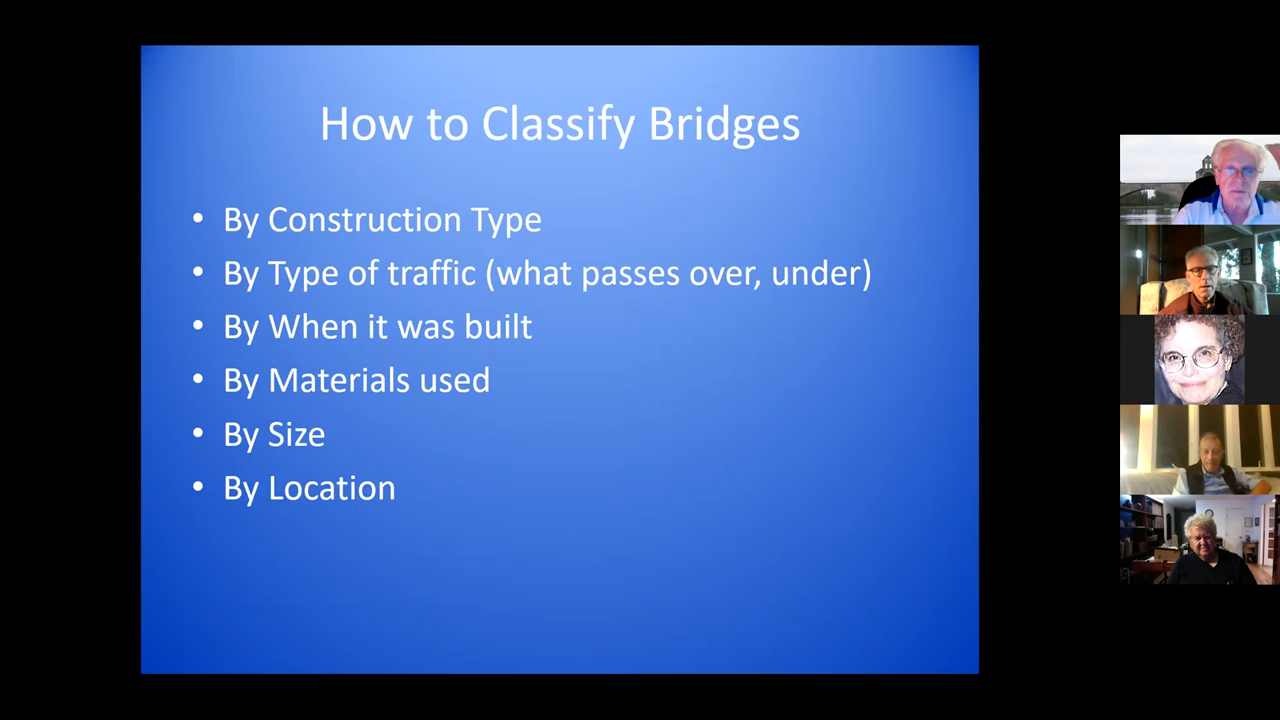 How to Classify Bridges
• By Construction Type
• By Type of traffic (what passes over, under)
• By When it was built
• By Materials used
• By Size
• By Location